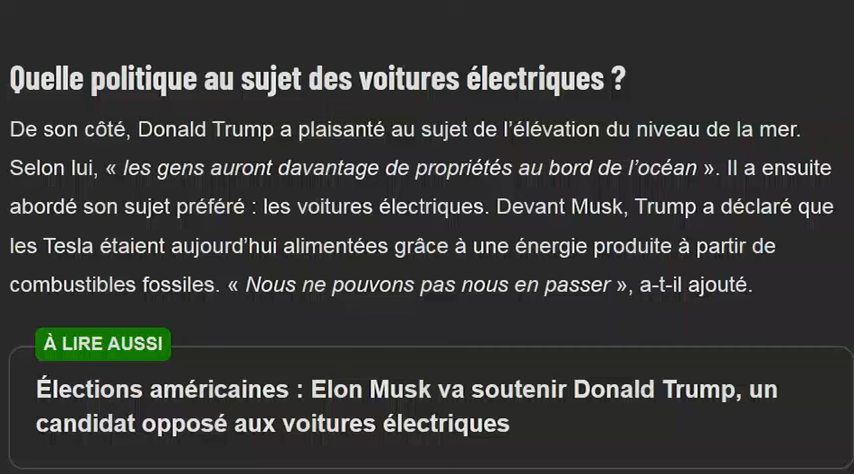 Quelle politique au sujet des voitures électriques ?
De son côté, Donald Trump a plaisanté au sujet de l’élévation du niveau de la mer.
Selon lui, « les gens auront davantage de propriétés au bord de l’océan ». Il a ensuite
abordé son sujet préféré : les voitures électriques. Devant Musk, Trump a déclaré que
les Tesla étaient aujourd’hui alimentées grâce à une énergie produite à partir de
combustibles fossiles. « Nous ne pouvons pas nous en passer », a-t-il ajouté.
À LIRE AUSSI
Élections américaines : Elon Musk va soutenir Donald Trump, un
candidat opposé aux voitures électriques